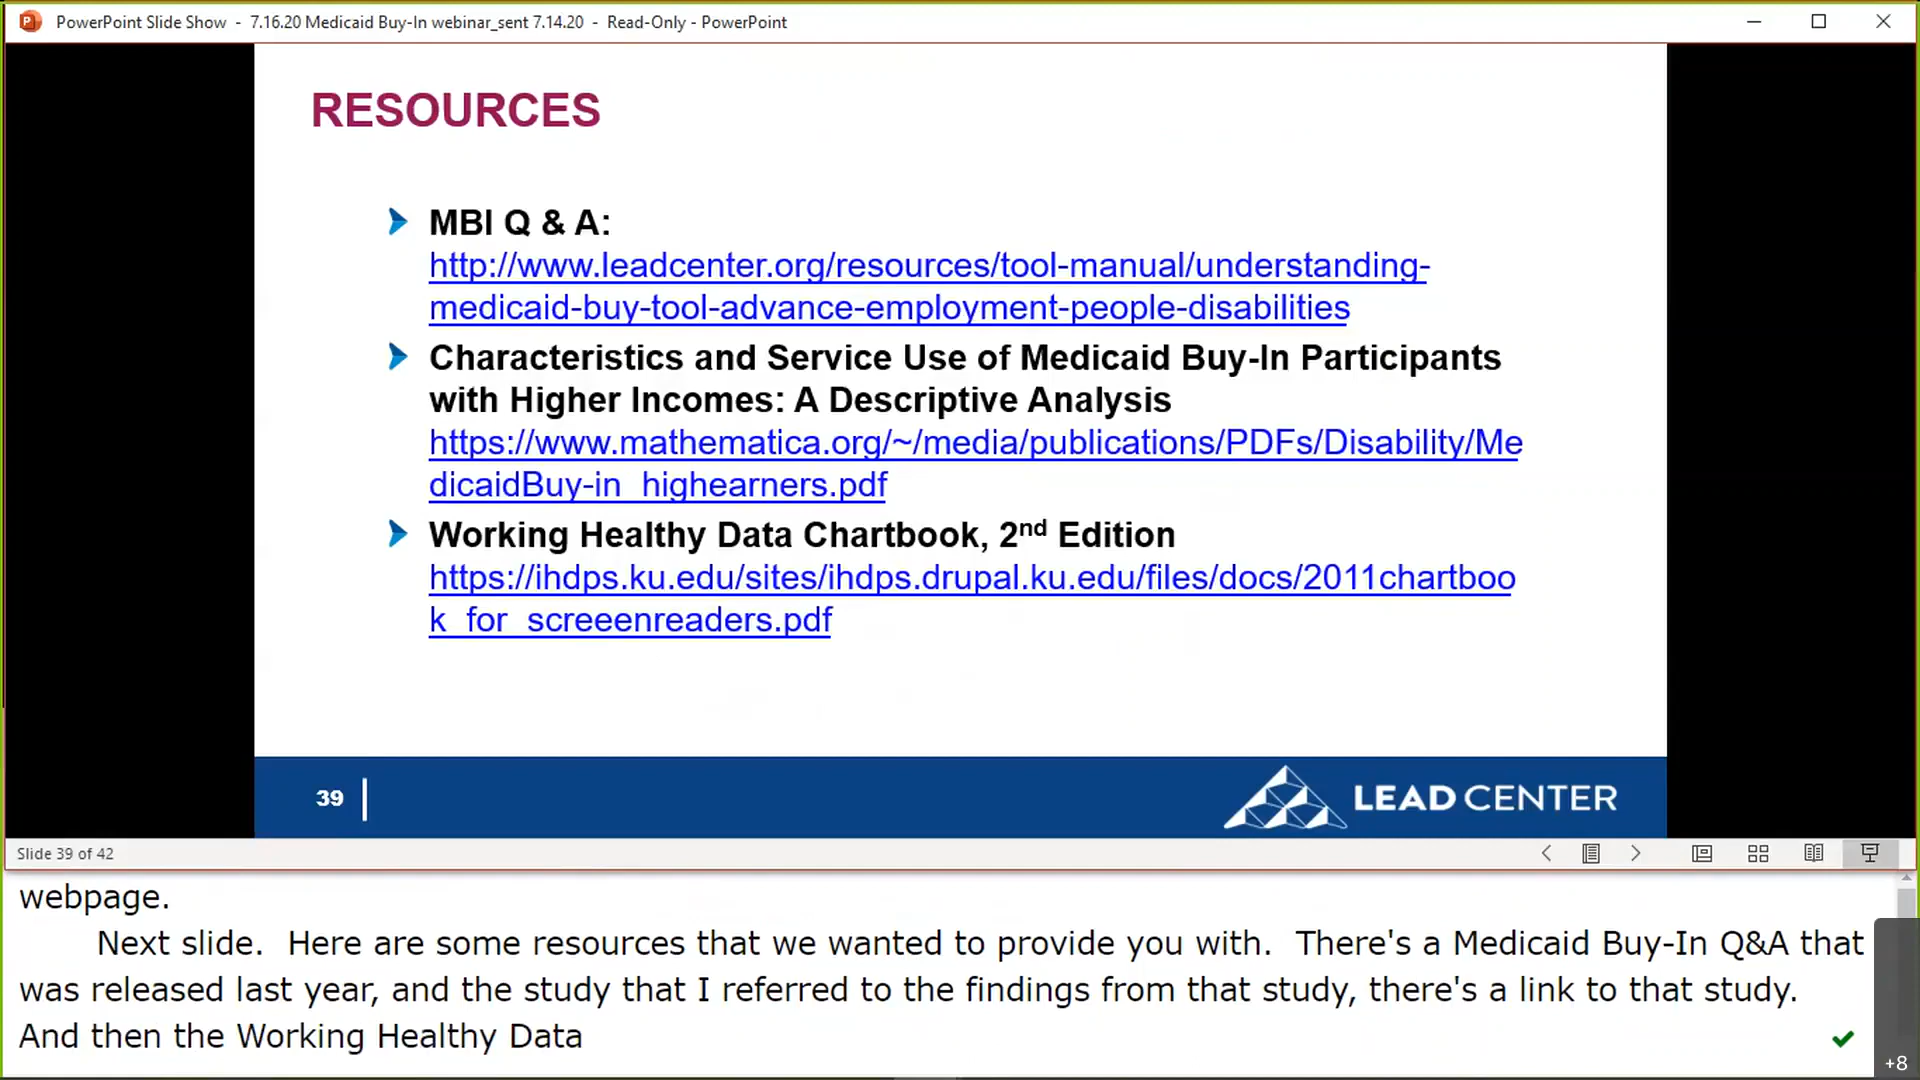 PowerPoint Slide Show - 7.16.20 Medicaid Buy-In webinar_sent 7.14.20 - Read-Only - PowerPoint
RESOURCES
MBI Q & A:
http://www.leadcenter.org/resources/tool-manual/understanding-
medicaid-buy-tool-advance-employment-people-disabilities
Characteristics and Service Use of Medicaid Buy-In Participants
with Higher Incomes: A Descriptive Analysis
https://www.mathematica.org/~/media/publications/PDFs/Disability/Me
dicaidBuy-in_highearners.pdf
Working Healthy Data Chartbook, 2nd Edition
https://ihdps.ku.edu/sites/ihdps.drupal.ku.edu/files/docs/2011chartboo
k_for_screeenreaders.pdf
39
LEAD CENTER
Slide 39 of 42
webpage.
Next slide. Here are some resources that we wanted to provide you with. There's a Medicaid Buy-In Q&A that
was released last year, and the study that I referred to the findings from that study, there's a link to that study.
And then the Working Healthy Data
+8